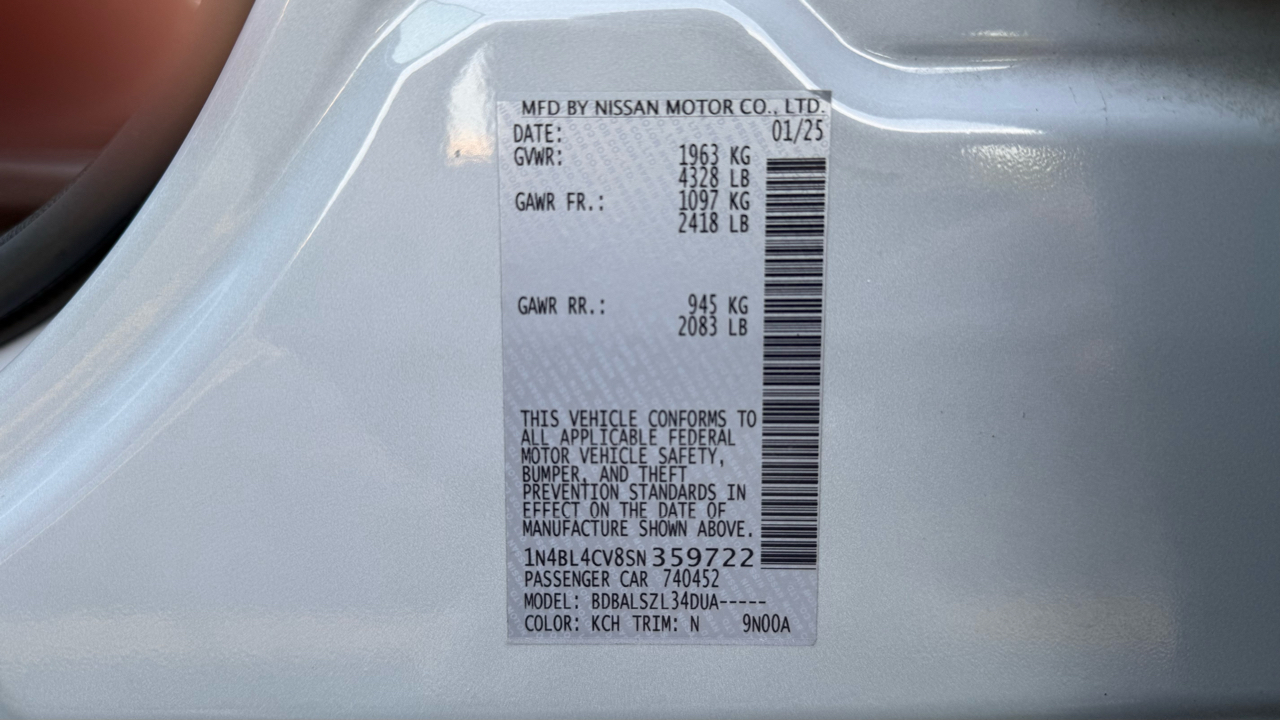 MFD BY NISSAN MOTOR CO., LTD.
DATE: 01/25
GVWR: 1963 KG
4328 LB
GAWR FR.: 1097 KG
2418 LB
GAWR RR.: 945 KG
2083 LB
THIS VEHICLE CONFORMS TO
ALL APPLICABLE FEDERAL
MOTOR VEHICLE SAFETY,
BUMPER, AND THEFT
PREVENTION STANDARDS IN
EFFECT ON THE DATE OF
MANUFACTURE SHOWN ABOVE.
1N4BL4CV8SN359722
PASSENGER CAR 740452
MODEL: BDBALSZL34DUA-----
COLOR: KCH TRIM: N 9N00A